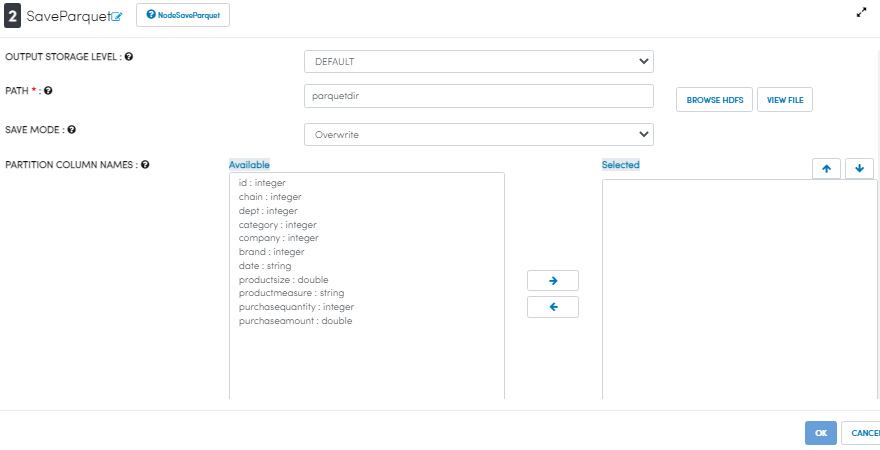 2 SaveParquet NodeSaveParquet
OUTPUT STORAGE LEVEL : DEFAULT
PATH * : parquetdir BROWSE HDFS VIEW FILE
SAVE MODE : Overwrite
PARTITION COLUMN NAMES : Available Selected
id : integer
chain : integer
dept : integer
category : integer
company : integer
brand : integer
date : string
productsize : double
productmeasure : string
purchasequantity : integer
purchaseamount : double
OK CANCEL